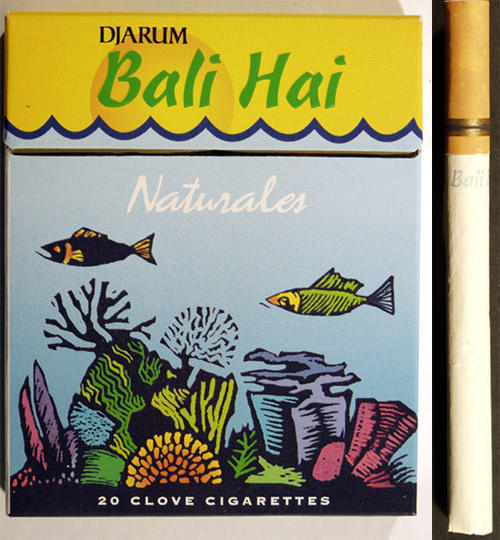 DJARUM
Bali Hai
Naturales
20 CLOVE CIGARETTES
Bali